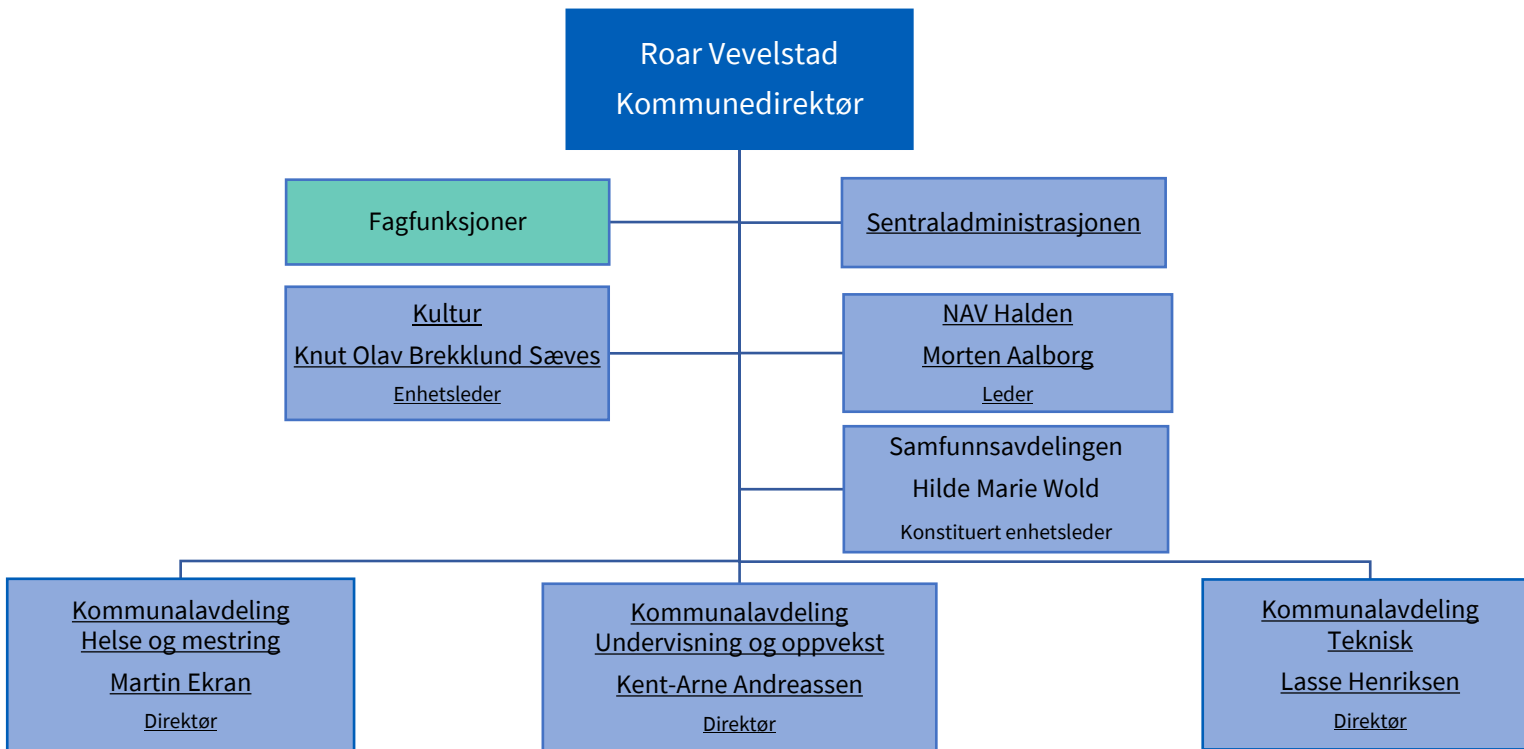 Roar Vevelstad
Kommunedirektør
Fagfunksjoner
Sentraladministrasjonen
Kultur
Knut Olav Brekklund Sæves
Enhetsleder
NAV Halden
Morten Aalborg
Leder
Samfunnsavdelingen
Hilde Marie Wold
Konstituert enhetsleder
Kommunalavdeling
Helse og mestring
Martin Ekran
Direktør
Kommunalavdeling
Undervisning og oppvekst
Kent-Arne Andreassen
Direktør
Kommunalavdeling
Teknisk
Lasse Henriksen
Direktør